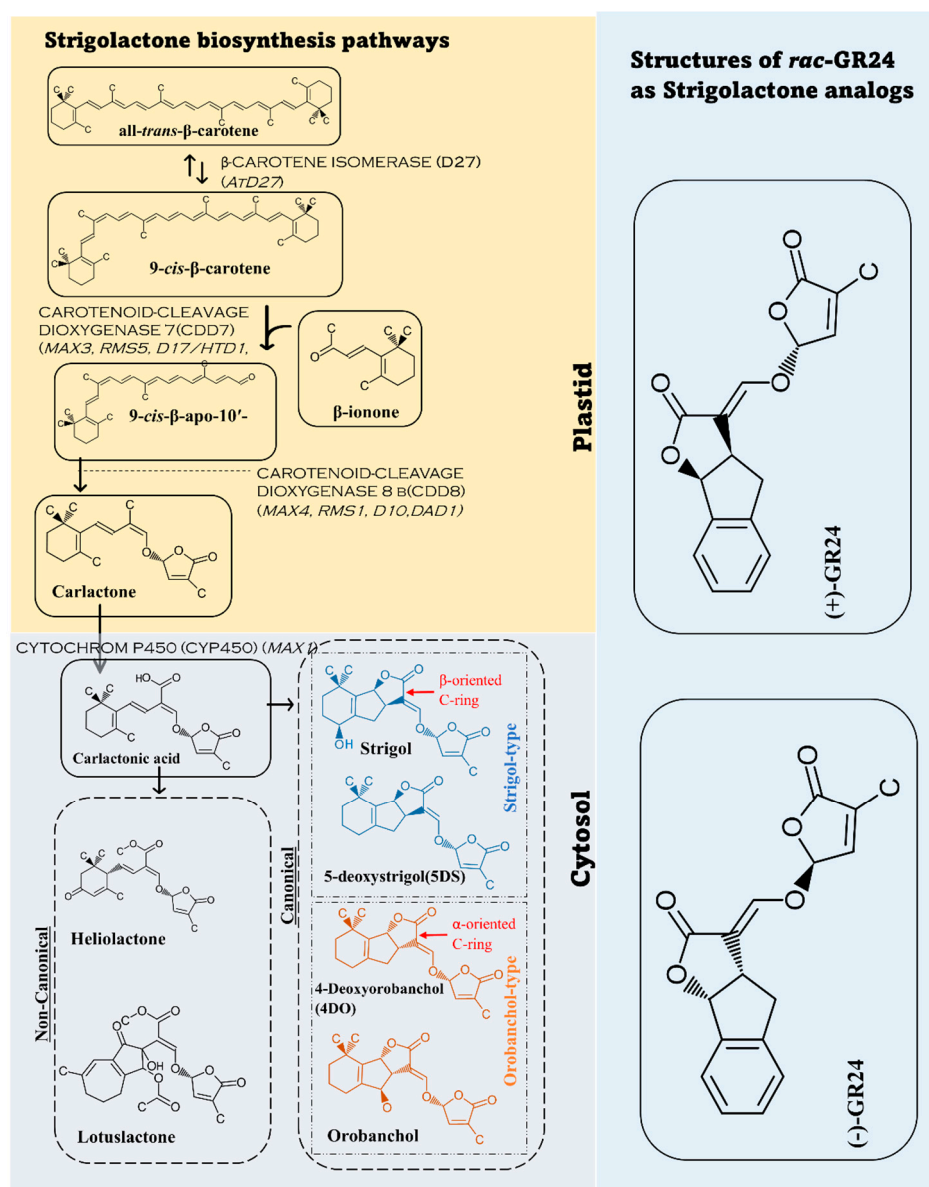 Strigolactone biosynthesis pathways
all-trans-β-carotene
β-CAROTENE ISOMERASE (D27)
(ATD27)
9-cis-β-carotene
CAROTENOID-CLEAVAGE
DIOXYGENASE 7(CDD7)
(MAX3, RMS5, D17/HTD1,
β-ionone
9-cis-β-apo-10′-
CAROTENOID-CLEAVAGE
DIOXYGENASE 8 B(CDD8)
(MAX4, RMS1, D10,DAD1)
Carlactone
Plastid
CYTOCHROM P450 (CYP450) (MAX1)
Carlactonic acid
β-oriented
C-ring
Strigol
5-deoxystrigol(5DS)
Strigol-type
Canonical
α-oriented
C-ring
4-Deoxyorobanchol
(4DO)
Orobanchol
Orobanchol-type
Non-Canonical
Heliolactone
Lotuslactone
Cytosol
Structures of rac-GR24
as Strigolactone analogs
(+)-GR24
(-)-GR24